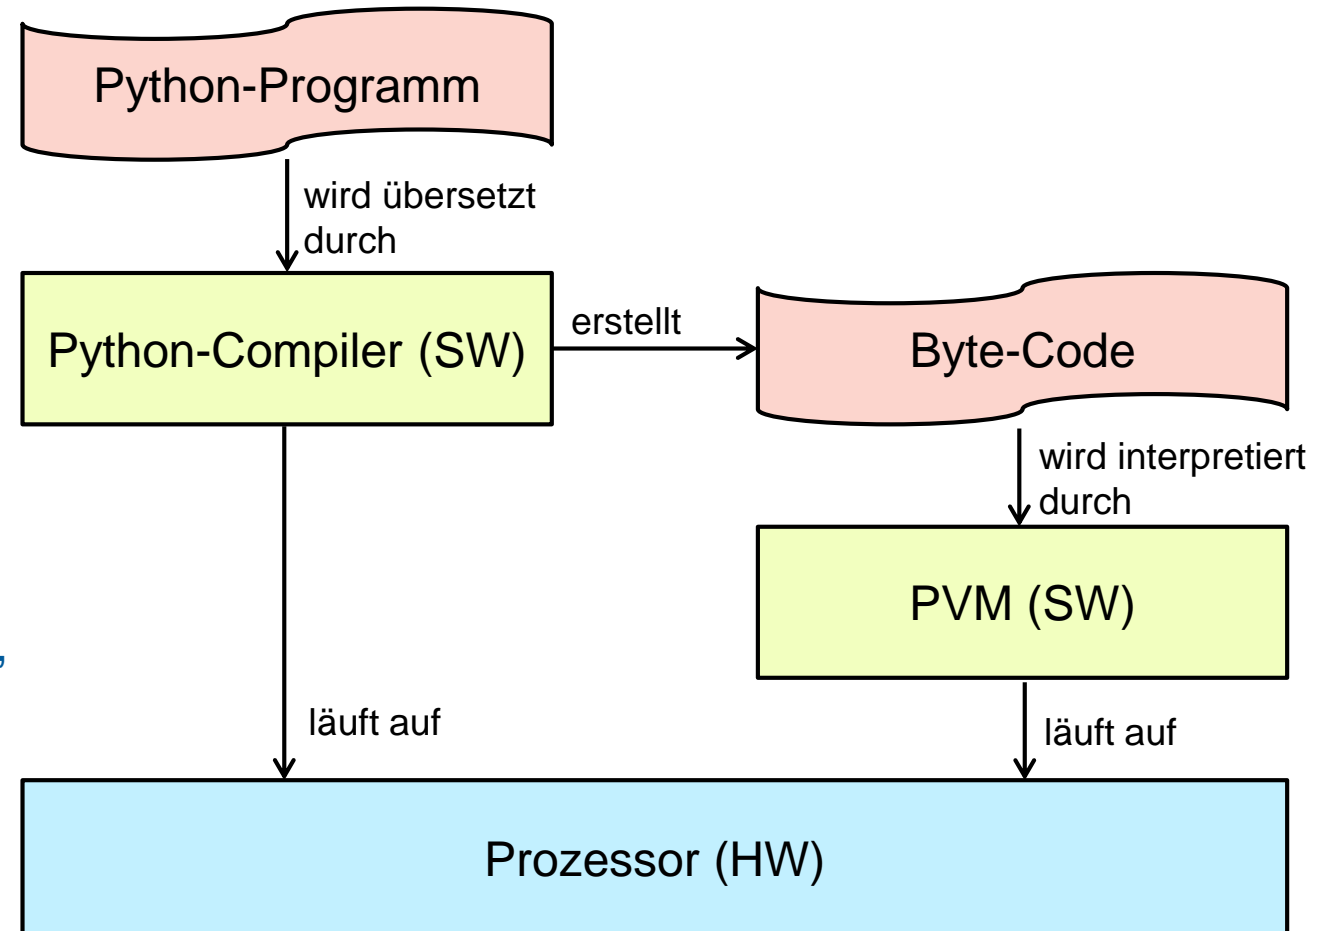 Python-Programm
wird übersetzt
durch
Python-Compiler (SW)
erstellt
Byte-Code
wird interpretiert
durch
PVM (SW)
,
läuft auf
läuft auf
Prozessor (HW)